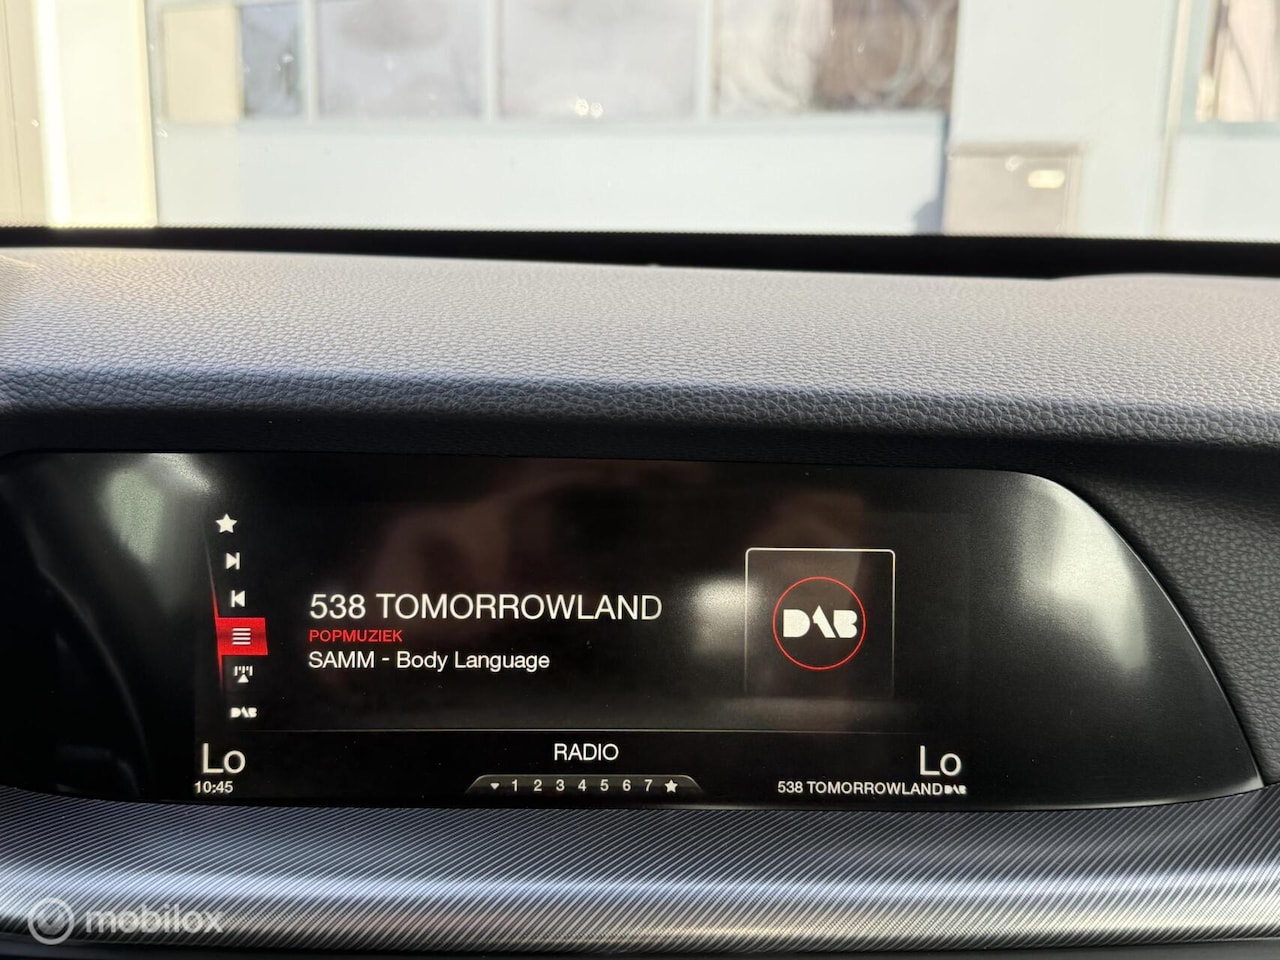 538 TOMORROWLAND
POPMUZIEK
SAMM - Body Language
DAB
DAB
Lo
RADIO
Lo
10:45
1 2 3 4 5 6 7
538 TOMORROWLAND DAB
mobilox